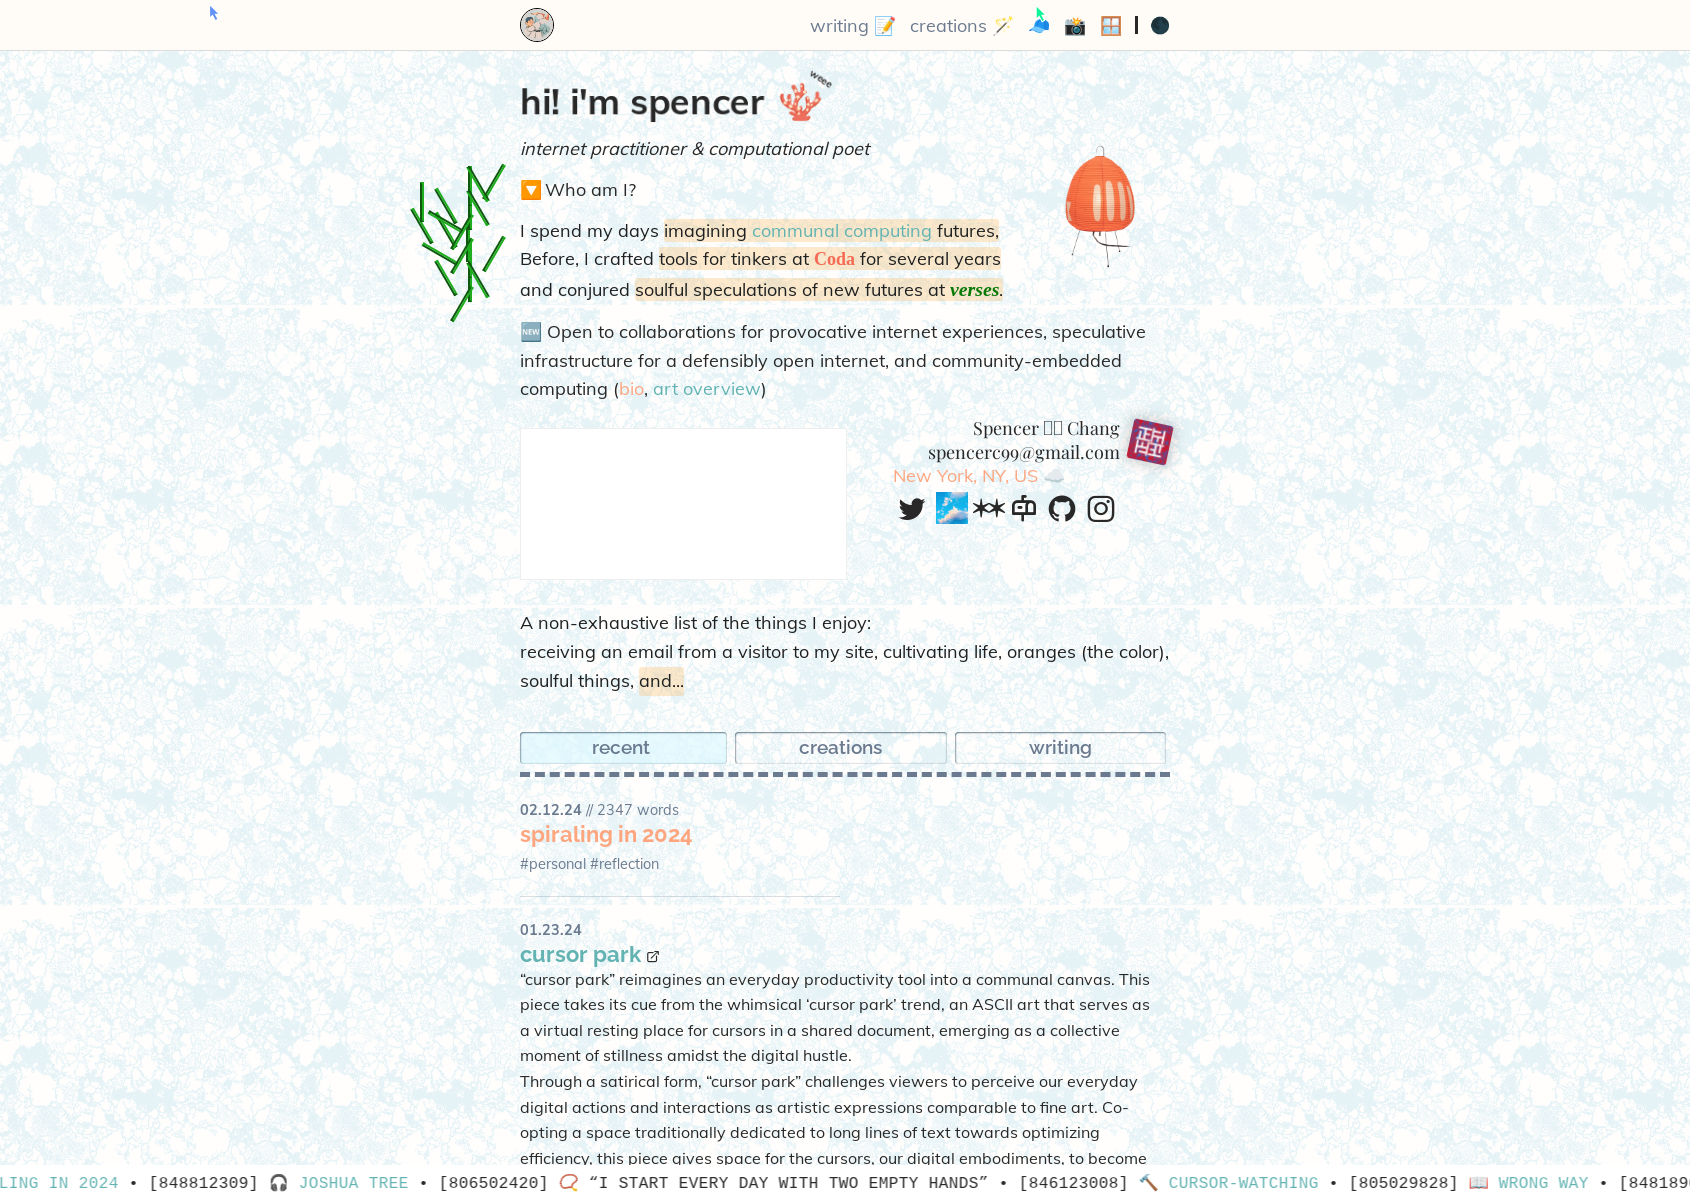 writing 📝 creations 🪄 🧢 📸 🪟 | 🌑
hi! i'm spencer
weee
internet practitioner & computational poet
🔽 Who am I?
I spend my days imagining communal computing futures,
Before, I crafted tools for tinkers at Coda for several years
and conjured soulful speculations of new futures at verses.
🆕 Open to collaborations for provocative internet experiences, speculative
infrastructure for a defensibly open internet, and community-embedded
computing (bio, art overview)
Spencer Chang
spencerc99@gmail.com
New York, NY, US ☁️
A non-exhaustive list of the things I enjoy:
receiving an email from a visitor to my site, cultivating life, oranges (the color),
soulful things, and...
recent creations writing
02.12.24 // 2347 words
spiraling in 2024
#personal #reflection
01.23.24
cursor park
“cursor park” reimagines an everyday productivity tool into a communal canvas. This
piece takes its cue from the whimsical ‘cursor park’ trend, an ASCII art that serves as
a virtual resting place for cursors in a shared document, emerging as a collective
moment of stillness amidst the digital hustle.
Through a satirical form, “cursor park” challenges viewers to perceive our everyday
digital actions and interactions as artistic expressions comparable to fine art. Co-
opting a space traditionally dedicated to long lines of text towards optimizing
efficiency, this piece gives space for the cursors, our digital embodiments, to become
LING IN 2024 • [848812309] 🎧 JOSHUA TREE • [806502420] 📿 “I START EVERY DAY WITH TWO EMPTY HANDS” • [846123008] 🔨 CURSOR-WATCHING • [805029828] 📖 WRONG WAY • [84818